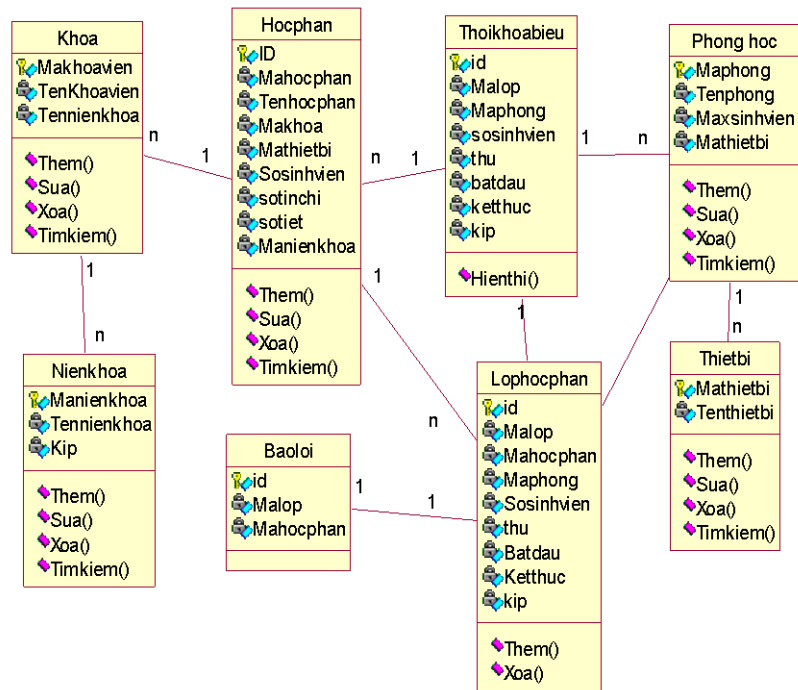 Khoa
Makhoavien
TenKhoavien
Tennienkhoa
Them()
Sua()
Xoa()
Timkiem()
n
1
1
n
Hocphan
ID
Mahocphan
Tenhocphan
Makhoa
Mathietbi
Sosinhvien
sotinchi
sotiet
Manienkhoa
Them()
Sua()
Xoa()
Timkiem()
n
1
1
n
Thoikhoabieu
id
Malop
Maphong
sosinhvien
thu
batdau
ketthuc
kip
Hienthi()
1
n
1
Phong hoc
Maphong
Tenphong
Maxsinhvien
Mathietbi
Them()
Sua()
Xoa()
Timkiem()
1
n
Nienkhoa
Manienkhoa
Tennienkhoa
Kip
Them()
Sua()
Xoa()
Timkiem()
Baoloi
id
Malop
Mahocphan
1
1
Lophocphan
id
Malop
Mahocphan
Maphong
Sosinhvien
thu
Batdau
Ketthuc
kip
Them()
Xoa()
Thietbi
Mathietbi
Tenthietbi
Them()
Sua()
Xoa()
Timkiem()